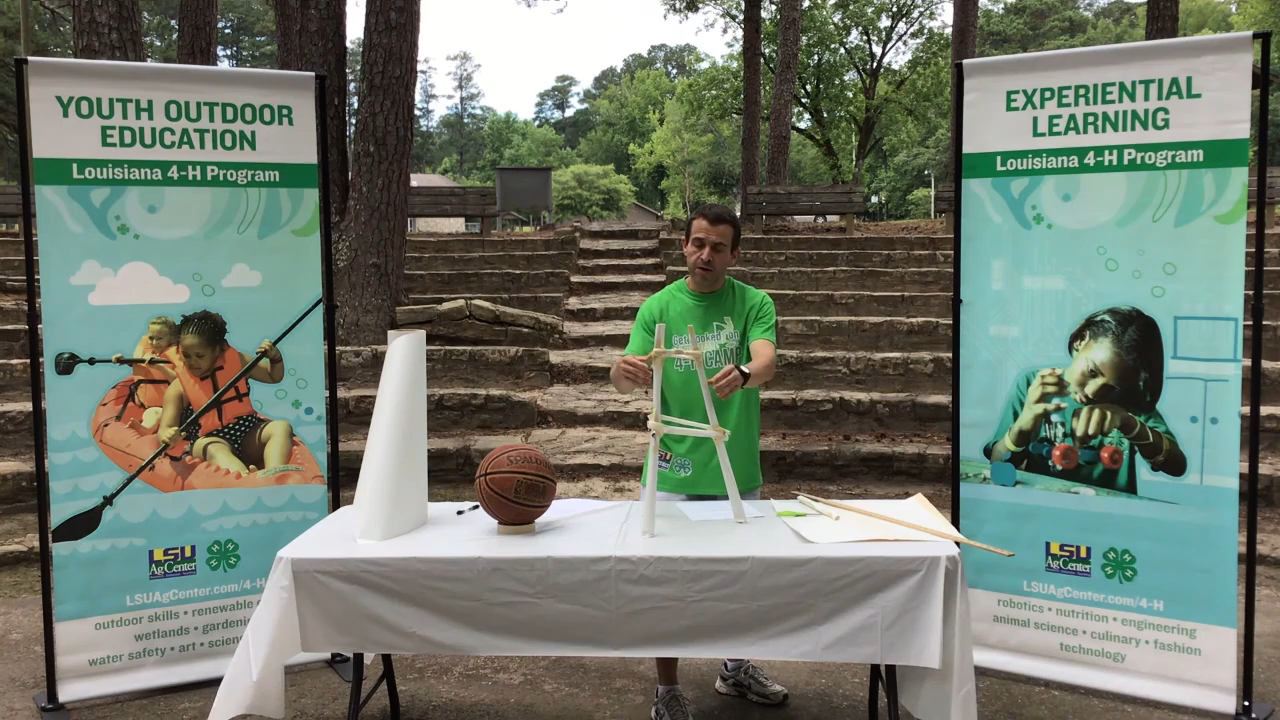 YOUTH OUTDOOR
EDUCATION
Louisiana 4-H Program
LSU
AgCenter
LSUAgCenter.com/4-H
outdoor skills • renewable
wetlands •
water safety • art •
SPALDING
4-H CAMP
LSU
EXPERIENTIAL
LEARNING
Louisiana 4-H Program
LSU
AgCenter
LSUAgCenter.com/4-H
robotics • nutrition • engineering
animal science • culinary • fashion
technology